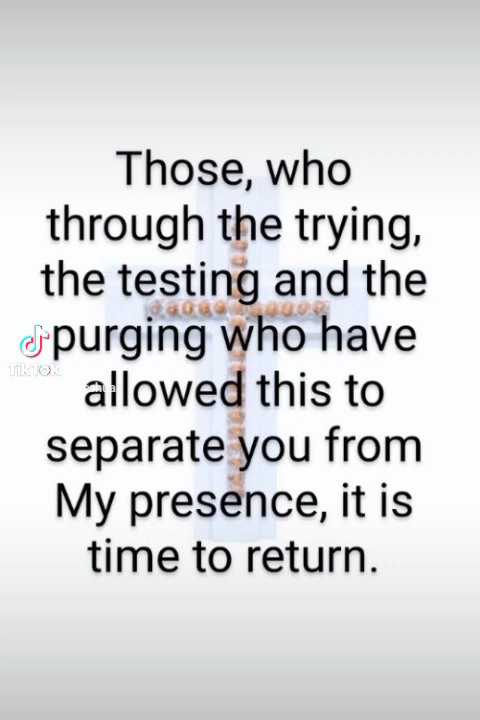 Those, who
through the trying,
the testing and the
purging who have
allowed this to
separate you from
My presence, it is
time to return.
TikTok